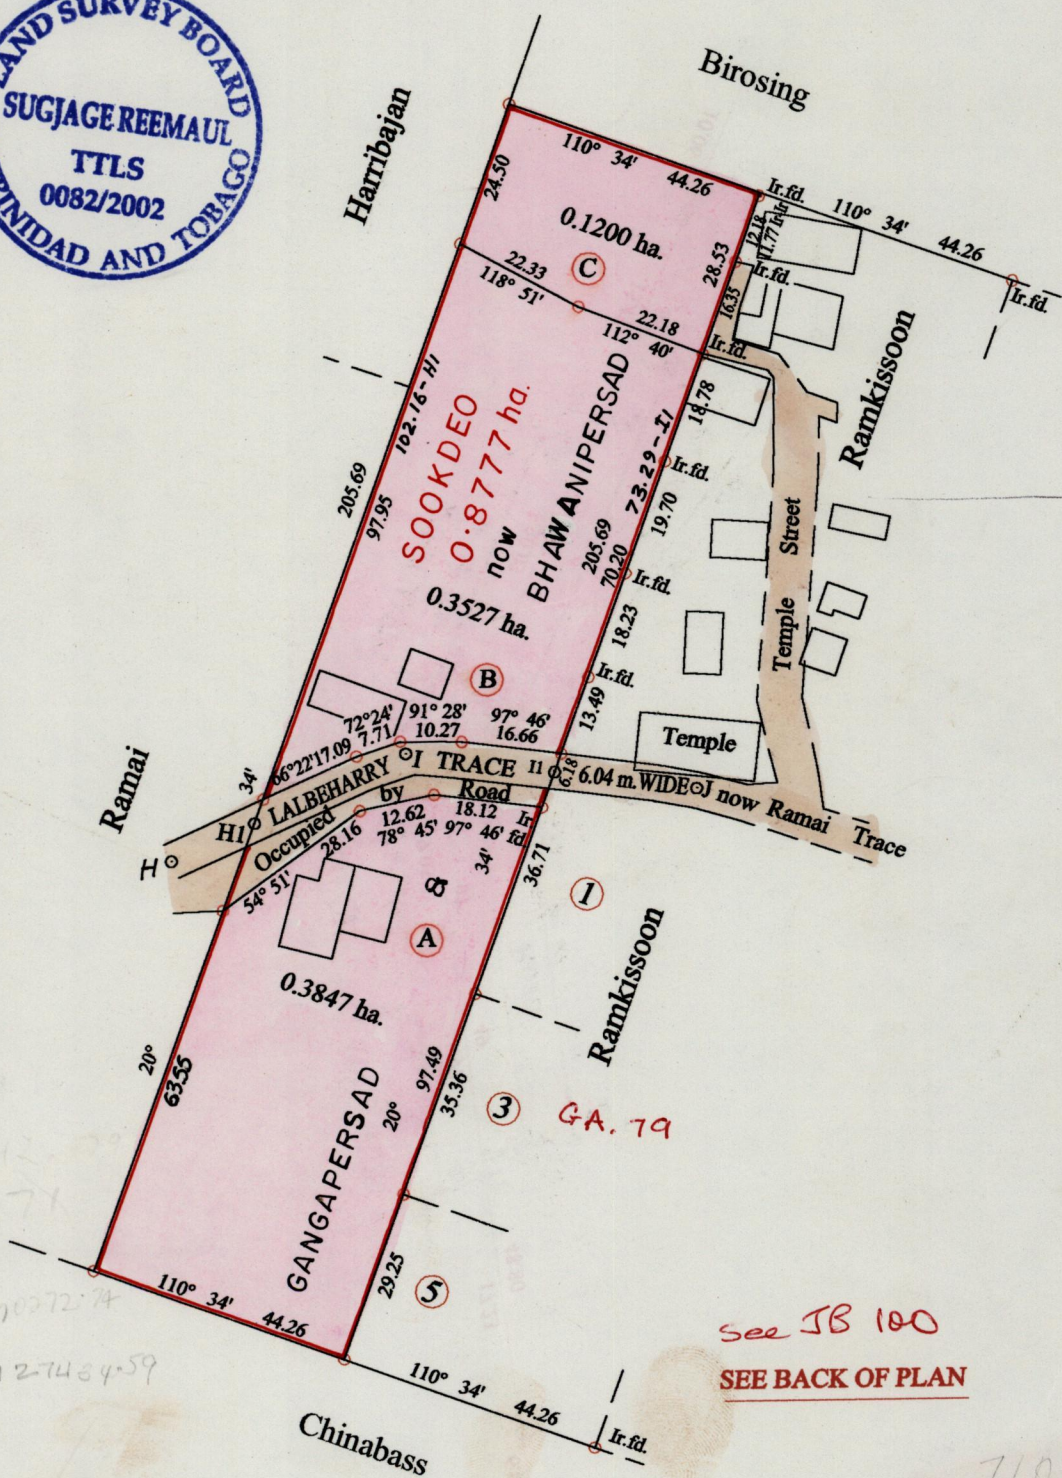 LAND SURVEY BOARD
SUGJAGE REEMAUL
TTLS
0082/2002
TRINIDAD AND TOBAGO
Birosing
Harribajan
110° 34' 44.26
24.50
0.1200 ha.
C
Ir.fd.
110° 34' 44.26
Ir.fd.
12.18
11.77 Ir-Ir
28.53
Ir.fd.
16.35
22.33
118° 51'
22.18
112° 40'
Ir.fd.
Ramkissoon
18.78
102.16-H1
205.69
97.95
SOOKDEO
0.8777 ha.
now
BHAWANIPERSAD
73.29-I1
Ir.fd.
19.70
205.69
70.20
Ir.fd.
Temple Street
0.3527 ha.
18.23
B
Ir.fd.
13.49
72°24'
7.71
91° 28'
10.27
97° 46'
16.66
Temple
Ramai
34'
66°22'17.09
H
H1
LALBEHARRY
I
TRACE
I1
6.18
6.04 m. WIDE
J
now Ramai Trace
Occupied by Road
54° 51'
28.16
12.62
78° 45'
18.12
97° 46'
Ir fd.
34'
36.71
&
1
A
0.3847 ha.
Ramkissoon
20°
63.55
97.49
20°
35.36
3
GA. 79
GANGAPERSAD
29.25
5
110° 34' 44.26
110° 34' 44.26
Ir.fd.
Chinabass
see JB 100
SEE BACK OF PLAN